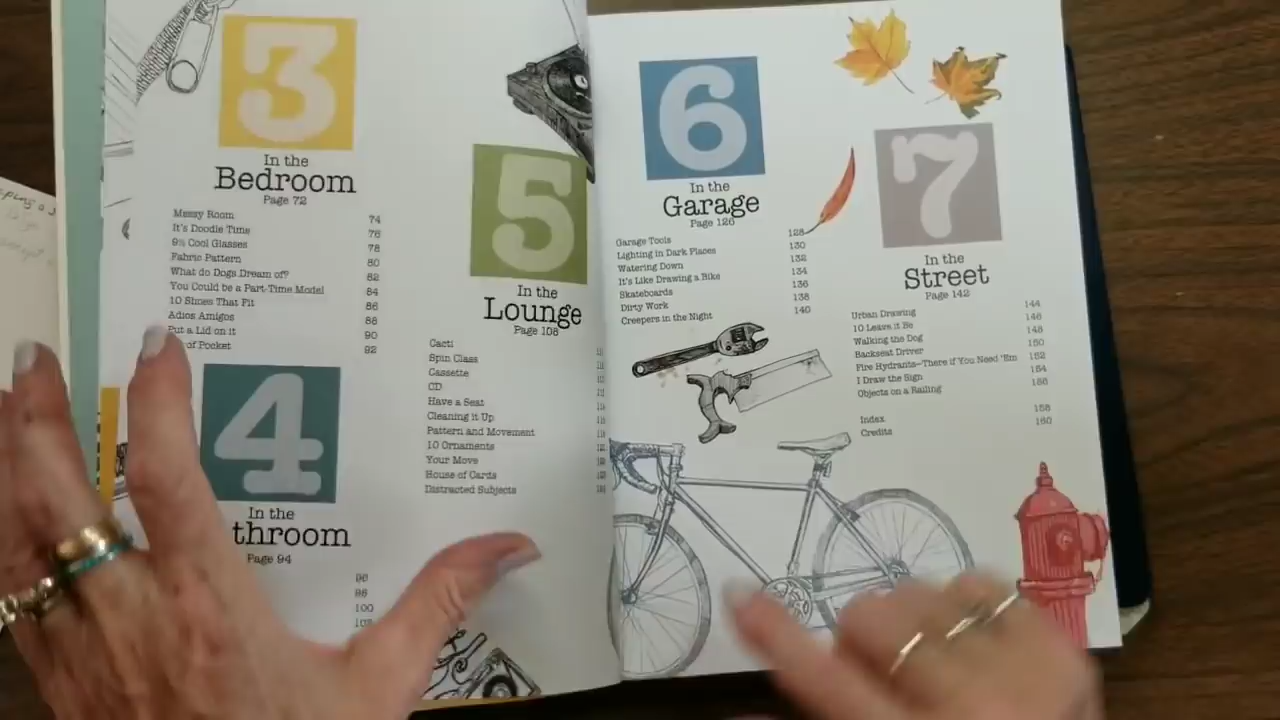 3
In the
Bedroom
Page 72
Messy Room 74
It's Doodle Time 76
9½ Cool Glasses 78
Fabric Pattern 80
What do Dogs Dream of? 82
You Could be a Part-Time Model 84
10 Shoes That Fit 86
Adios Amigos 88
Put a Lid on it 90
of Pocket 92
4
In the
throom
Page 94
96
98
100
5
In the
Lounge
Page 108
Cacti
Spin Class
Cassette
CD
Have a Seat
Cleaning it Up
Pattern and Movement
10 Ornaments
Your Move
House of Cards
Distracted Subjects
6
In the
Garage
Page 126
Garage Tools 128
Lighting in Dark Places 130
Watering Down 132
It's Like Drawing a Bike 134
Skateboards 136
Dirty Work 138
Creepers in the Night 140
7
In the
Street
Page 142
Urban Drawing 144
10 Leave it Be 146
Walking the Dog 148
Backseat Driver 150
Fire Hydrants—There if You Need 'Em 152
I Draw the Sign 154
Objects on a Railing 156
Index 158
Credits 160